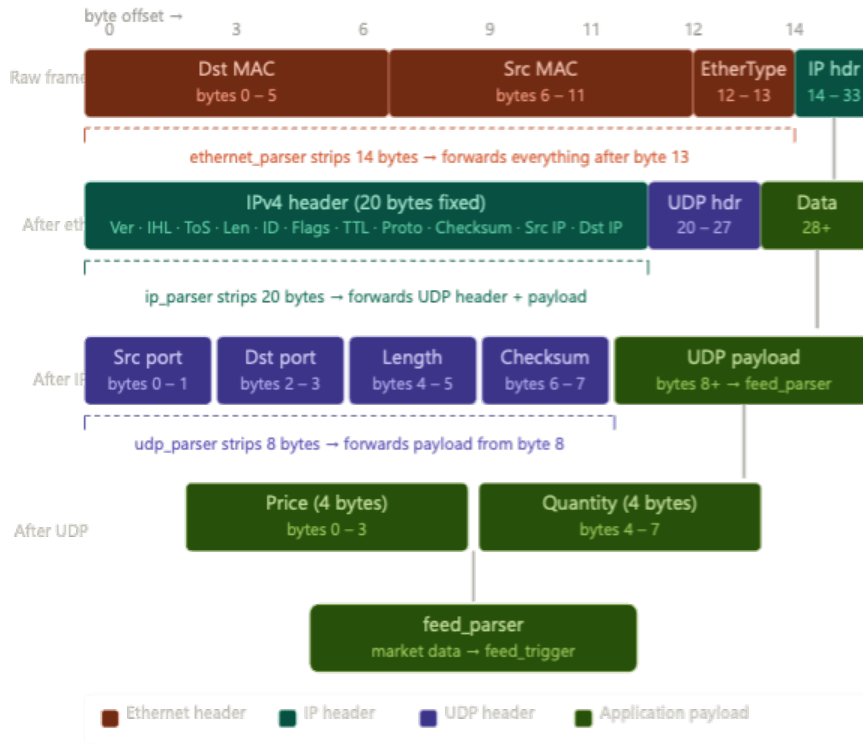 byte offset →
0 3 6 9 11 12 14
Raw frame
Dst MAC
bytes 0 – 5
Src MAC
bytes 6 – 11
EtherType
12 – 13
IP hdr
14 – 33
ethernet_parser strips 14 bytes → forwards everything after byte 13
After eth
IPv4 header (20 bytes fixed)
Ver · IHL · ToS · Len · ID · Flags · TTL · Proto · Checksum · Src IP · Dst IP
UDP hdr
20 – 27
Data
28+
ip_parser strips 20 bytes → forwards UDP header + payload
After IP
Src port
bytes 0 – 1
Dst port
bytes 2 – 3
Length
bytes 4 – 5
Checksum
bytes 6 – 7
UDP payload
bytes 8+ → feed_parser
udp_parser strips 8 bytes → forwards payload from byte 8
After UDP
Price (4 bytes)
bytes 0 – 3
Quantity (4 bytes)
bytes 4 – 7
feed_parser
market data → feed_trigger
Ethernet header
IP header
UDP header
Application payload